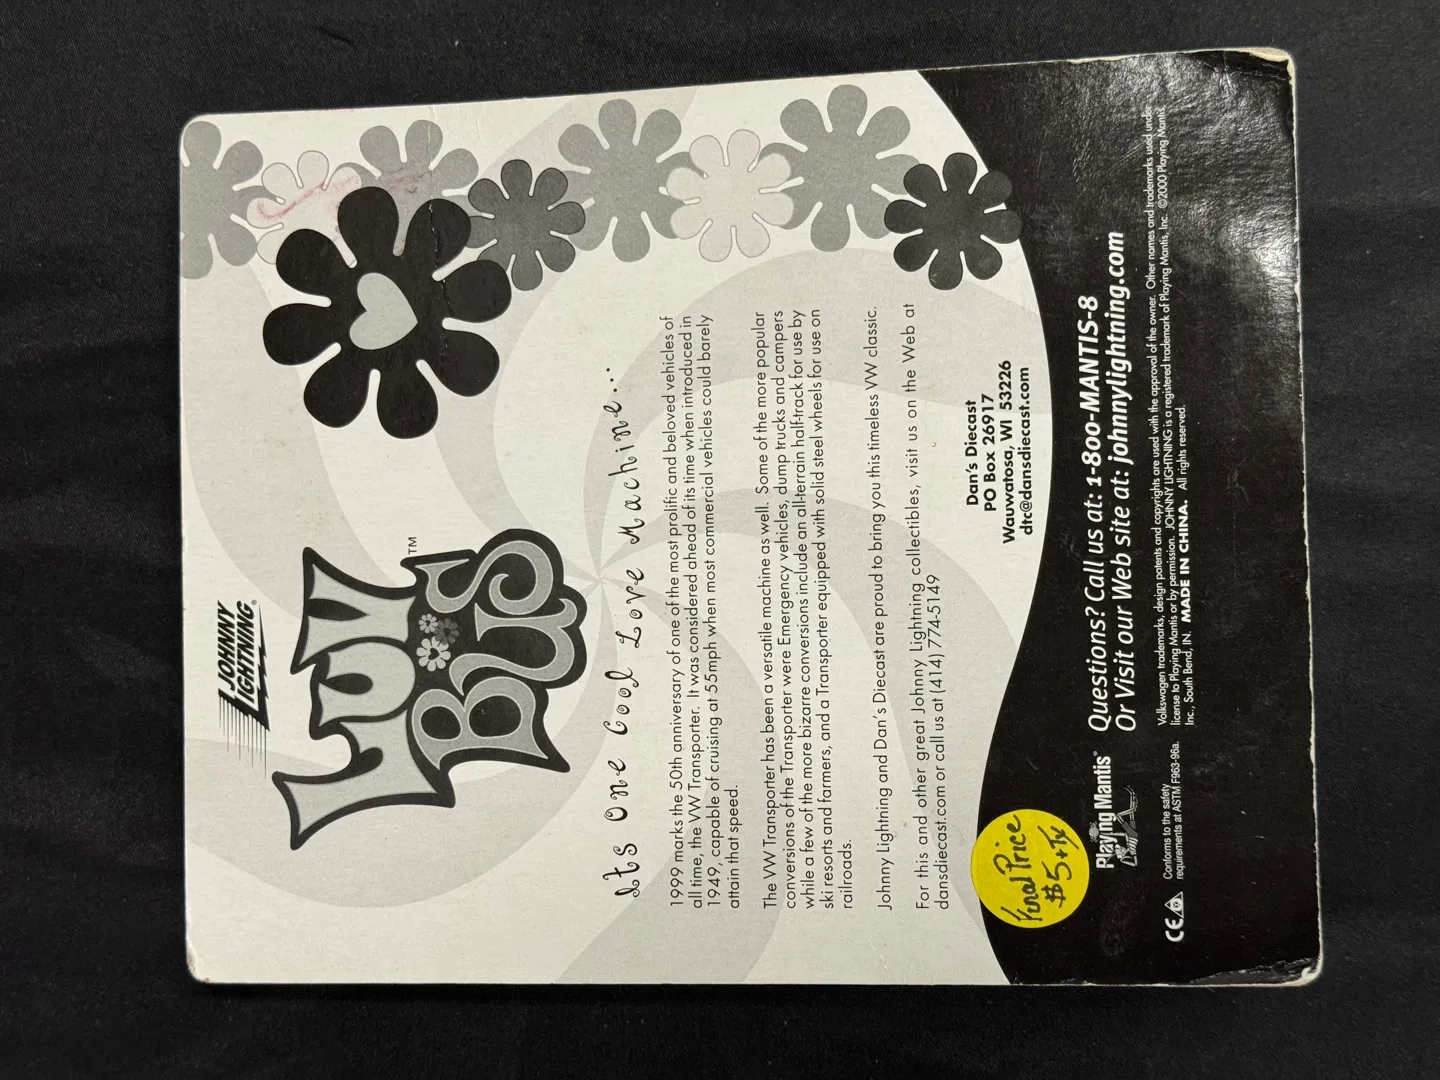 JOHNNY
LIGHTNING®
LUV
BUS
TM
Its One Cool Love Machine...
1999 marks the 50th anniversary of one of the most prolific and beloved vehicles of
all time, the VW Transporter. It was considered ahead of its time when introduced in
1949, capable of cruising at 55mph when most commercial vehicles could barely
attain that speed.
The VW Transporter has been a versatile machine as well. Some of the more popular
conversions of the Transporter were Emergency vehicles, dump trucks and campers
while a few of the more bizarre conversions include an all-terrain half-track for use by
ski resorts and farmers, and a Transporter equipped with solid steel wheels for use on
railroads.
Johnny Lightning and Dan's Diecast are proud to bring you this timeless VW classic.
For this and other great Johnny Lightning collectibles, visit us on the Web at
dansdiecast.com or call us at (414) 774-5149
Dan's Diecast
PO Box 26917
Wauwatosa, WI 53226
dtc@dansdiecast.com
Final Price
$5+Tx
Playing Mantis®
Questions? Call us at: 1-800-MANTIS-8
Or Visit our Web site at: johnnylightning.com
CE
Conforms to the safety
requirements at ASTM F963-96a.
Volkswagen trademarks, design patents and copyrights are used with the approval of the owner. Other names and trademarks used under
license to Playing Mantis or by permission. JOHNNY LIGHTNING is a registered trademark of Playing Mantis, Inc. ©2000 Playing Mantis
Inc., South Bend, IN. MADE IN CHINA. All rights reserved.